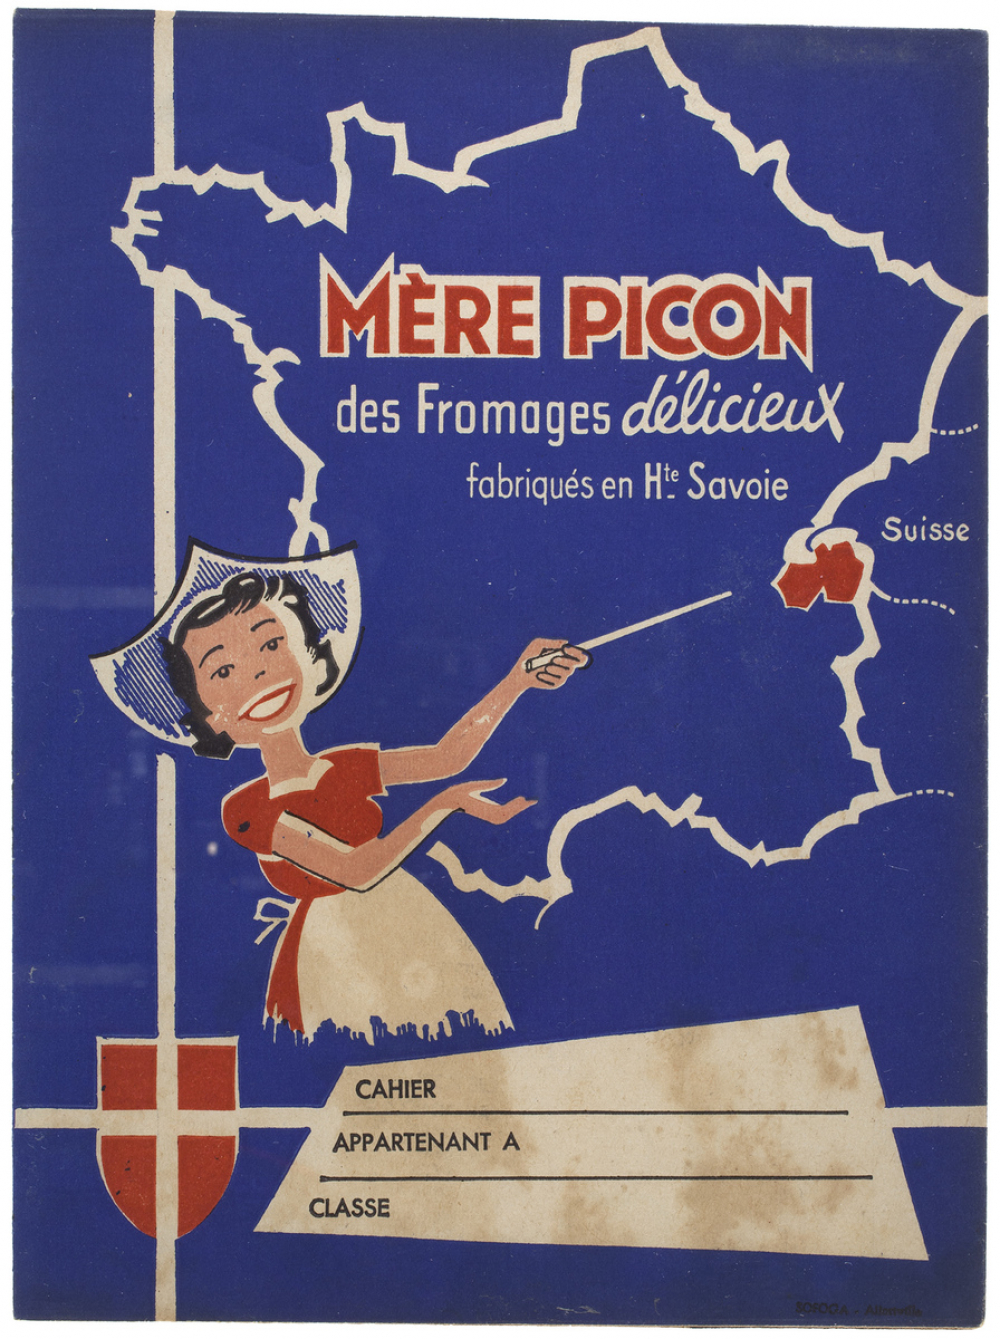 MÈRE PICON
des Fromages délicieux
fabriqués en Hte Savoie
Suisse
CAHIER
APPARTENANT A
CLASSE